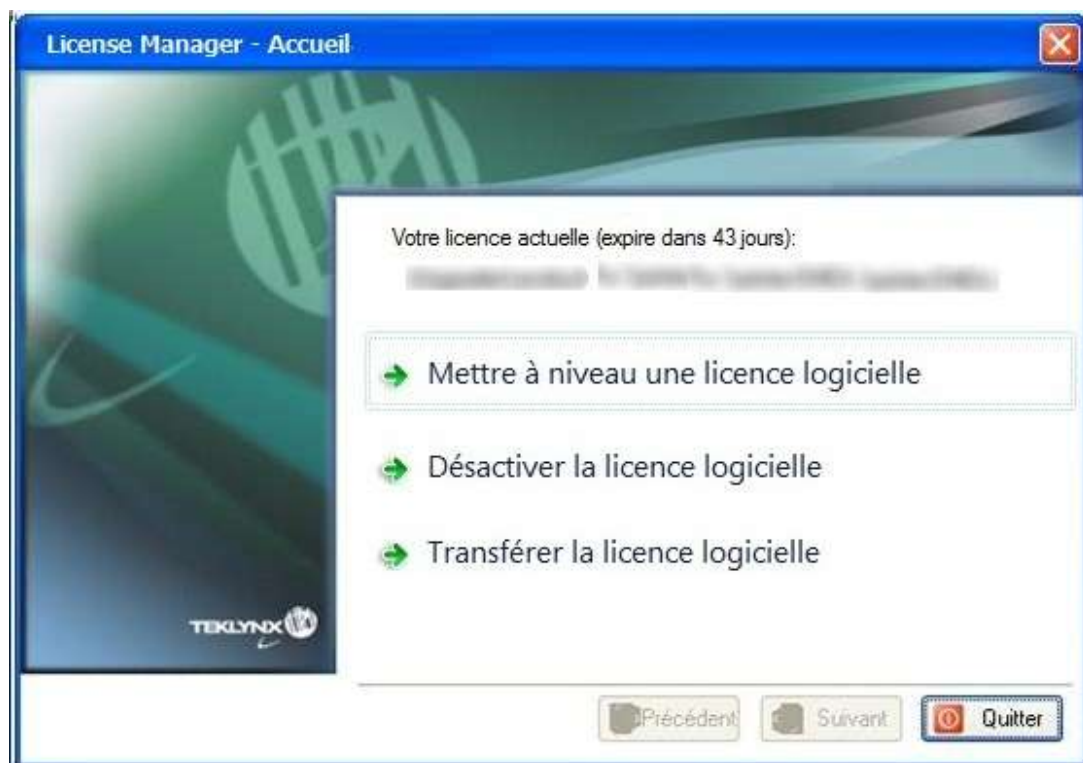 License Manager - Accueil
Votre licence actuelle (expire dans 43 jours):
Mettre à niveau une licence logicielle
Désactiver la licence logicielle
Transférer la licence logicielle
TEKLYNX
Précédent
Suivant
Quitter